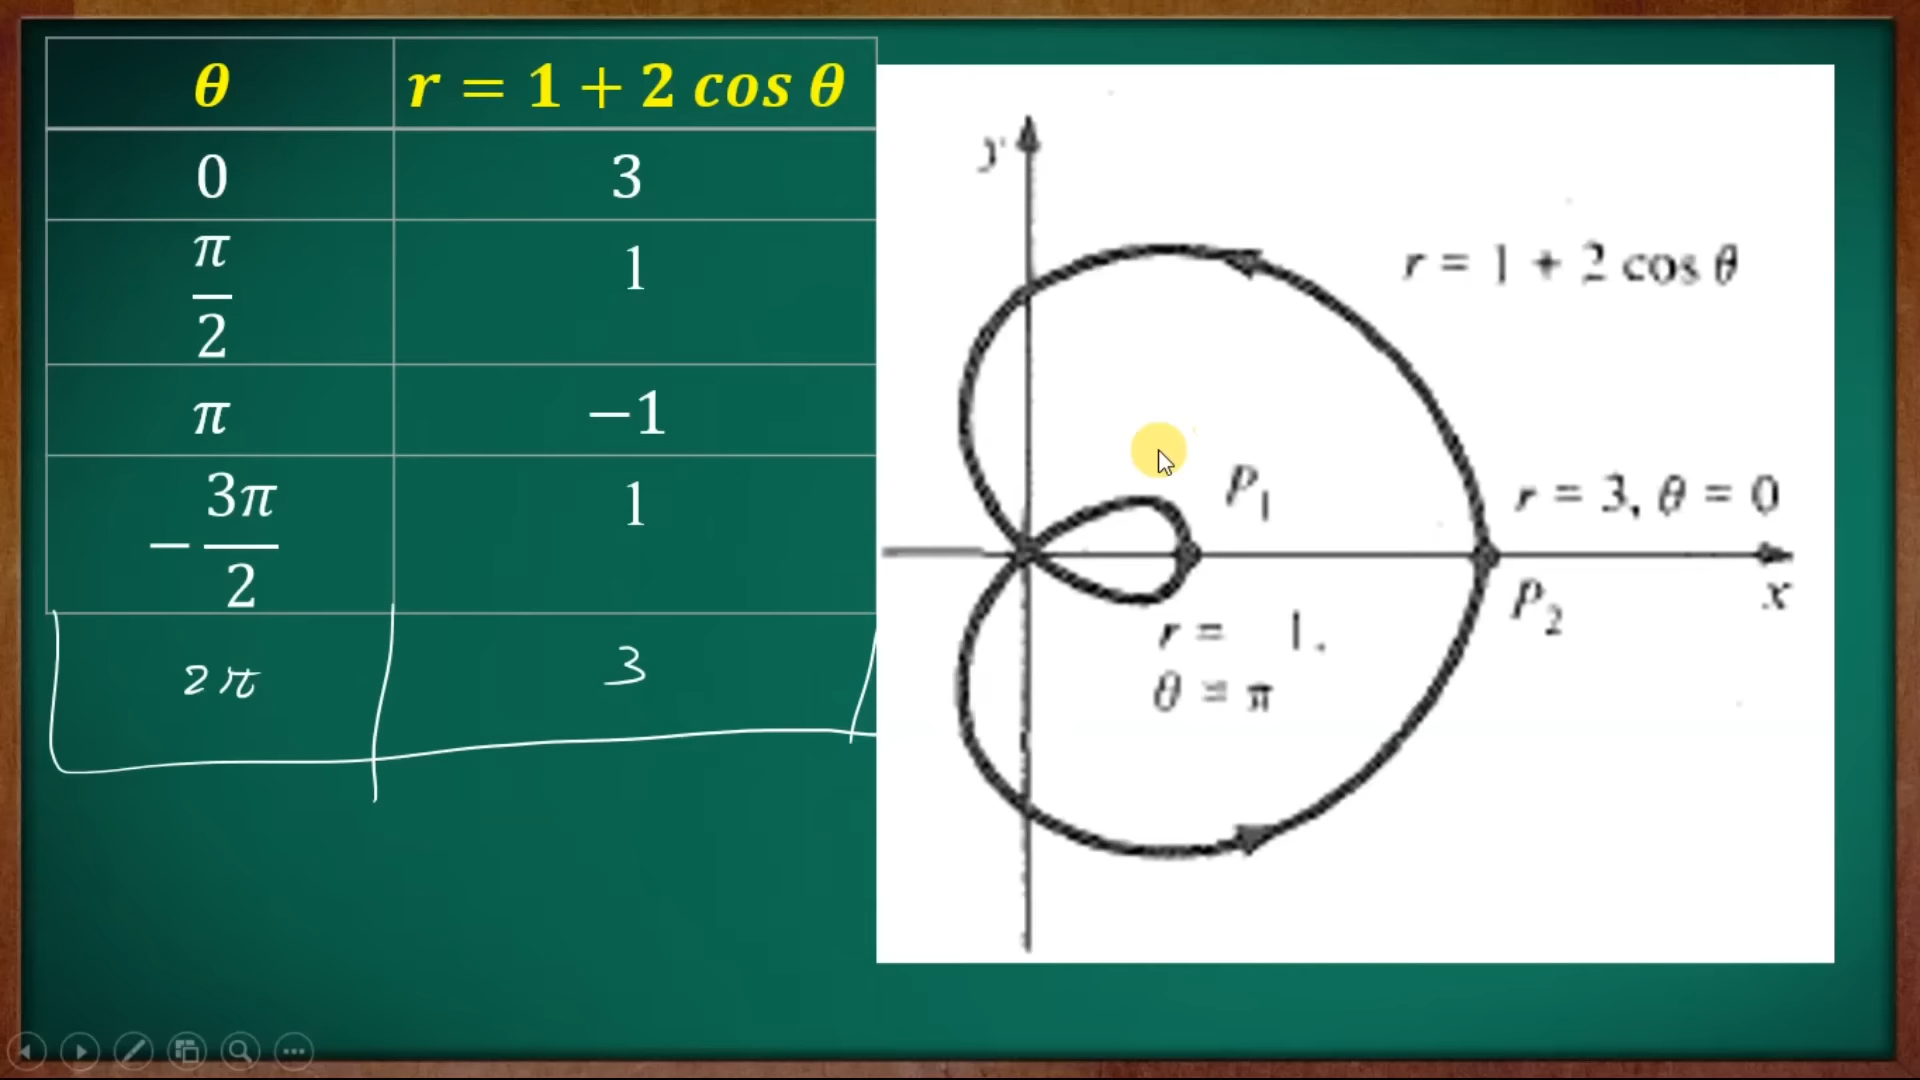 θ r = 1 + 2 cos θ
0 3
π/2 1
π −1
−3π/2 1
2π 3
y
r = 1 + 2 cos θ
P₁
r = 3, θ = 0
x
P₂
r = 1.
θ = π